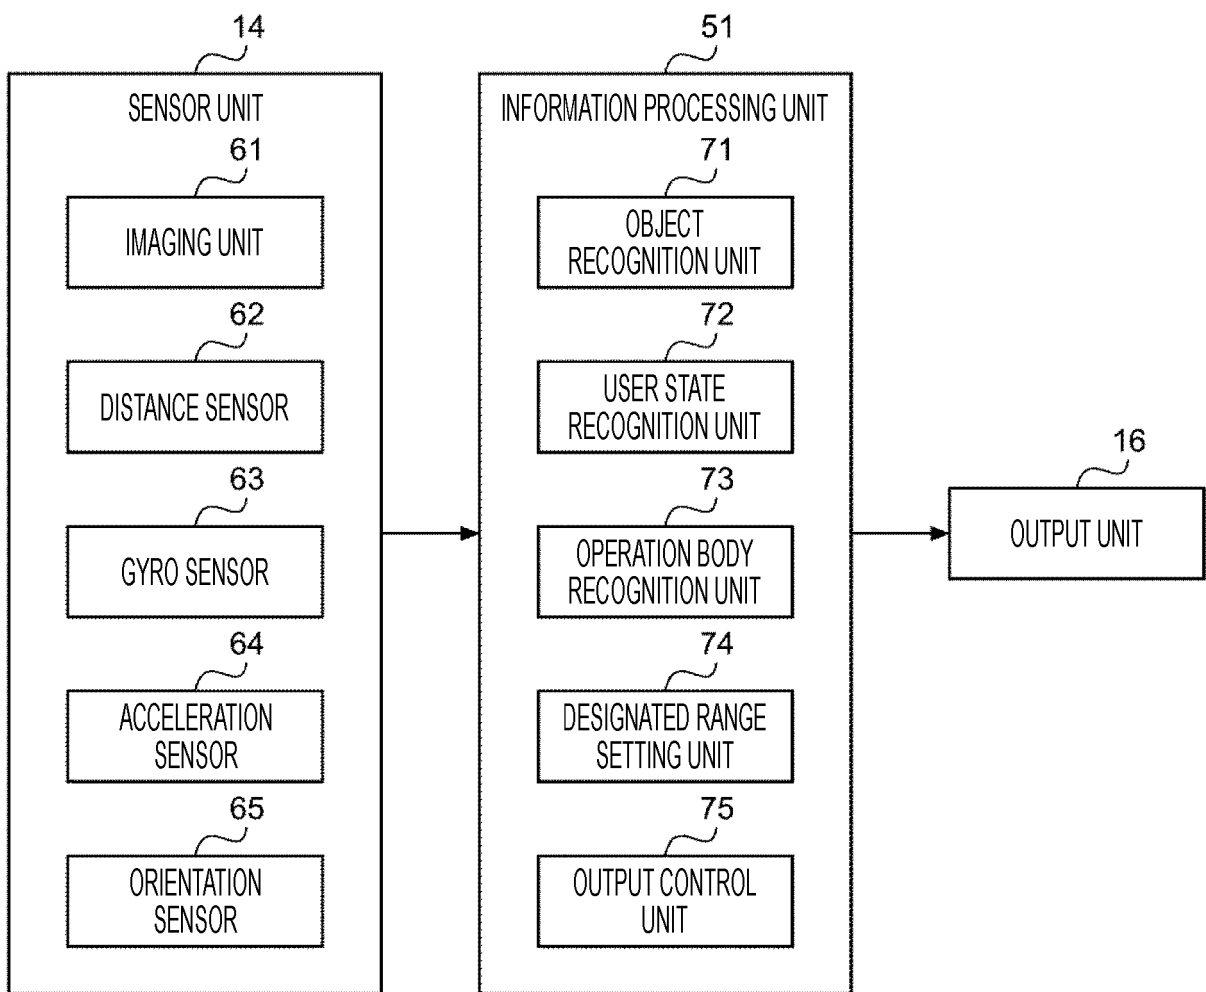 14
SENSOR UNIT
61
IMAGING UNIT
62
DISTANCE SENSOR
63
GYRO SENSOR
64
ACCELERATION
SENSOR
65
ORIENTATION
SENSOR
51
INFORMATION PROCESSING UNIT
71
OBJECT
RECOGNITION UNIT
72
USER STATE
RECOGNITION UNIT
73
OPERATION BODY
RECOGNITION UNIT
74
DESIGNATED RANGE
SETTING UNIT
75
OUTPUT CONTROL
UNIT
16
OUTPUT UNIT